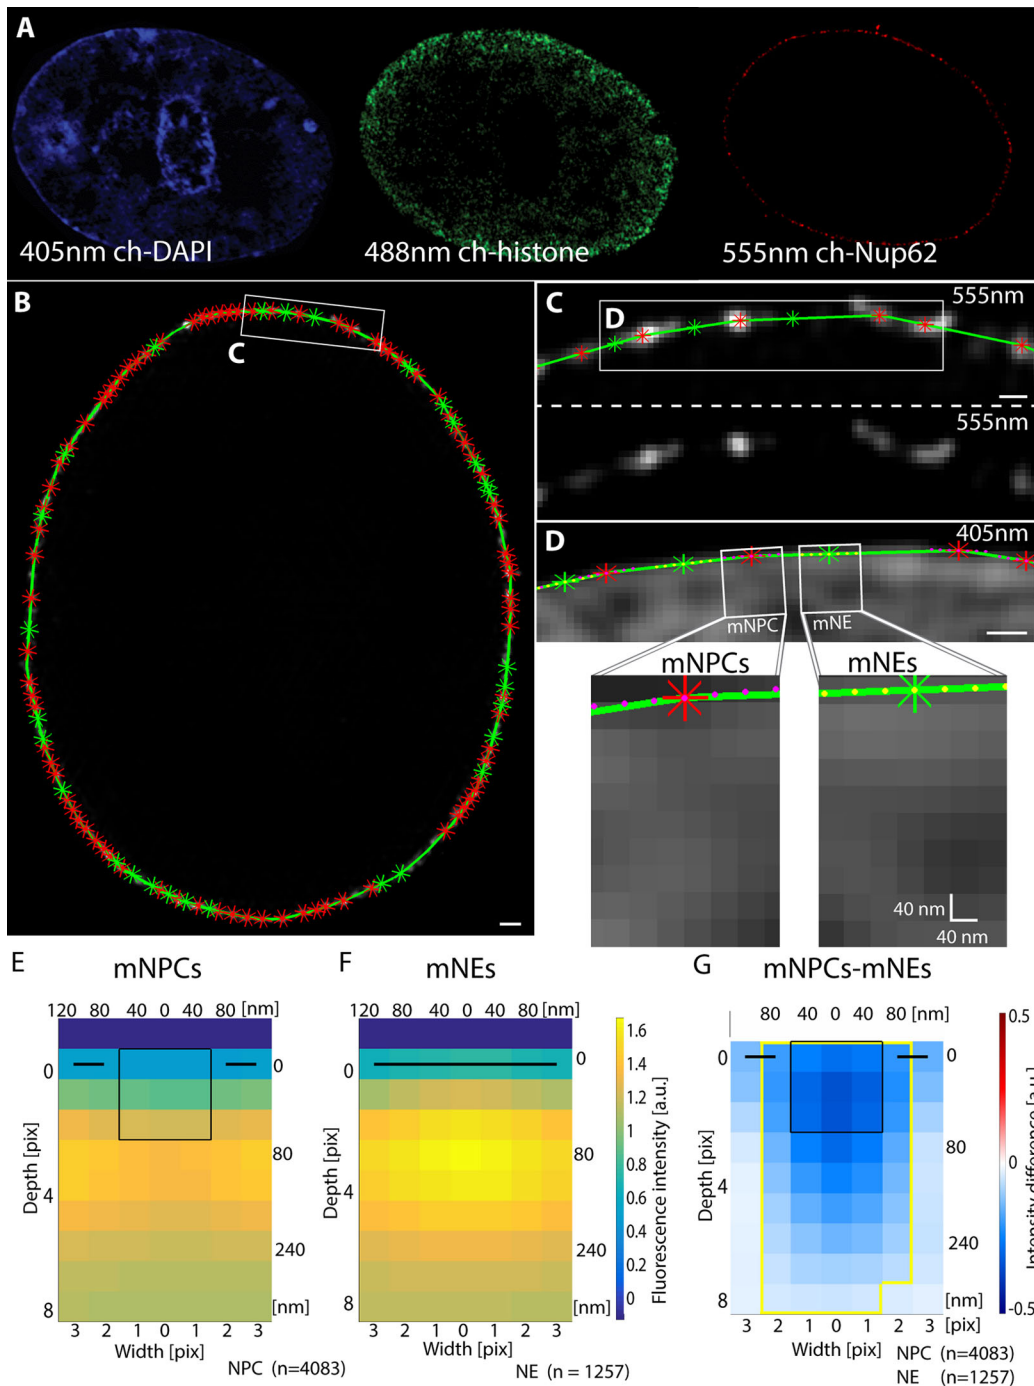 A
405nm ch-DAPI
488nm ch-histone
555nm ch-Nup62
B
C
C
D
555nm
555nm
D
405nm
mNPC
mNE
mNPCs
mNEs
40 nm
40 nm
E
mNPCs
120 80 40 0 40 80 [nm]
0
4
8
Depth [pix]
0
80
240
[nm]
3 2 1 0 1 2 3
Width [pix]
NPC (n=4083)
F
mNEs
120 80 40 0 40 80 [nm]
0
4
8
Depth [pix]
0
80
240
[nm]
3 2 1 0 1 2 3
Width [pix]
NE (n = 1257)
1.6
1.4
1.2
1
0.8
0.6
0.4
0.2
0
Fluorescence intensity [a.u.]
G
mNPCs-mNEs
80 40 0 40 80 [nm]
0
4
8
Depth [pix]
0
80
240
[nm]
3 2 1 0 1 2 3 [pix]
Width [pix]
NPC (n=4083)
NE (n=1257)
0.5
0
-0.5
Intensity difference [a.u.]